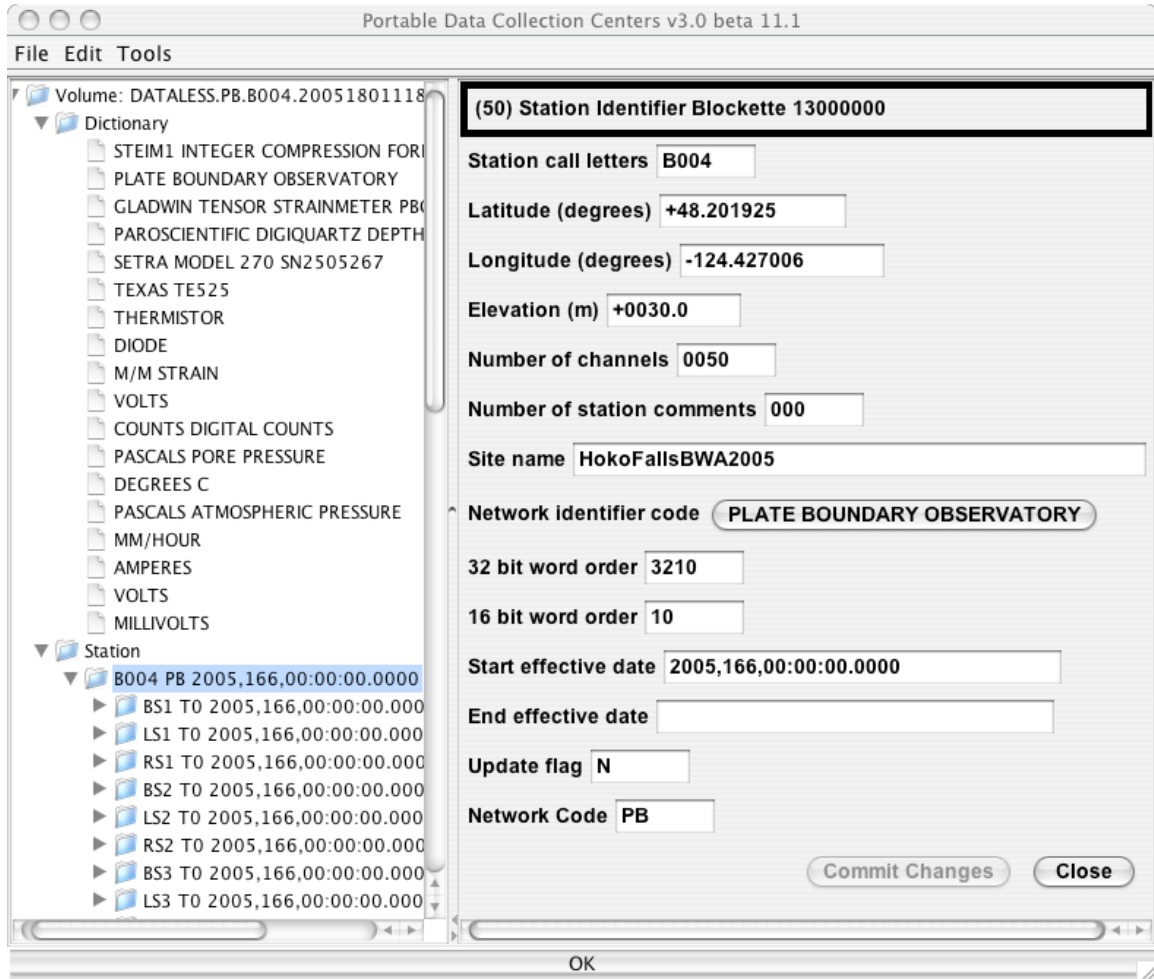 Portable Data Collection Centers v3.0 beta 11.1
File Edit Tools
Volume: DATALESS.PB.B004.20051801118
Dictionary
STEIM1 INTEGER COMPRESSION FOR
PLATE BOUNDARY OBSERVATORY
GLADWIN TENSOR STRAINMETER PB
PAROSCIENTIFIC DIGIQUARTZ DEPTH
SETRA MODEL 270 SN2505267
TEXAS TE525
THERMISTOR
DIODE
M/M STRAIN
VOLTS
COUNTS DIGITAL COUNTS
PASCALS PORE PRESSURE
DEGREES C
PASCALS ATMOSPHERIC PRESSURE
MM/HOUR
AMPERES
VOLTS
MILLIVOLTS
Station
B004 PB 2005,166,00:00:00.0000
BS1 T0 2005,166,00:00:00.000
LS1 T0 2005,166,00:00:00.000
RS1 T0 2005,166,00:00:00.000
BS2 T0 2005,166,00:00:00.000
LS2 T0 2005,166,00:00:00.000
RS2 T0 2005,166,00:00:00.000
BS3 T0 2005,166,00:00:00.000
LS3 T0 2005,166,00:00:00.000
(50) Station Identifier Blockette 13000000
Station call letters B004
Latitude (degrees) +48.201925
Longitude (degrees) -124.427006
Elevation (m) +0030.0
Number of channels 0050
Number of station comments 000
Site name HokoFallsBWA2005
Network identifier code PLATE BOUNDARY OBSERVATORY
32 bit word order 3210
16 bit word order 10
Start effective date 2005,166,00:00:00.0000
End effective date
Update flag N
Network Code PB
Commit Changes Close
OK